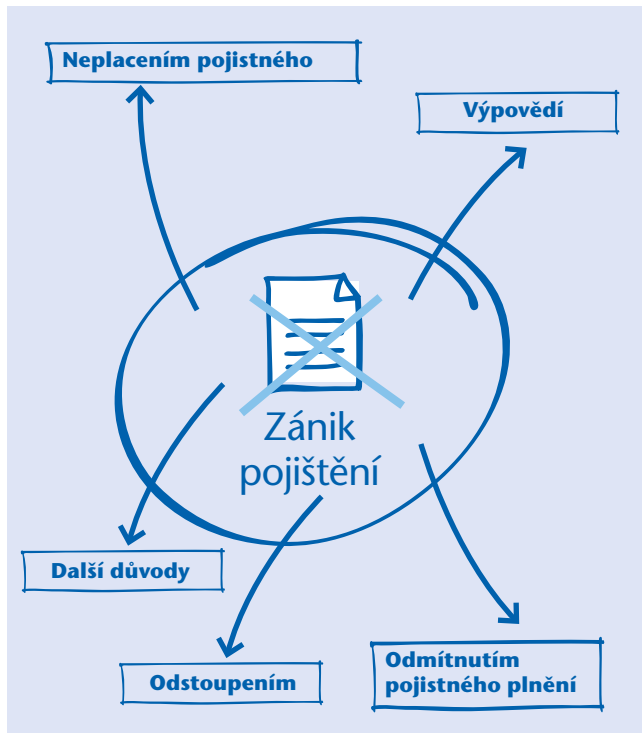 Neplacením pojistného
Výpovědí
Zánik
pojištění
Další důvody
Odstoupením
Odmítnutím
pojistného plnění